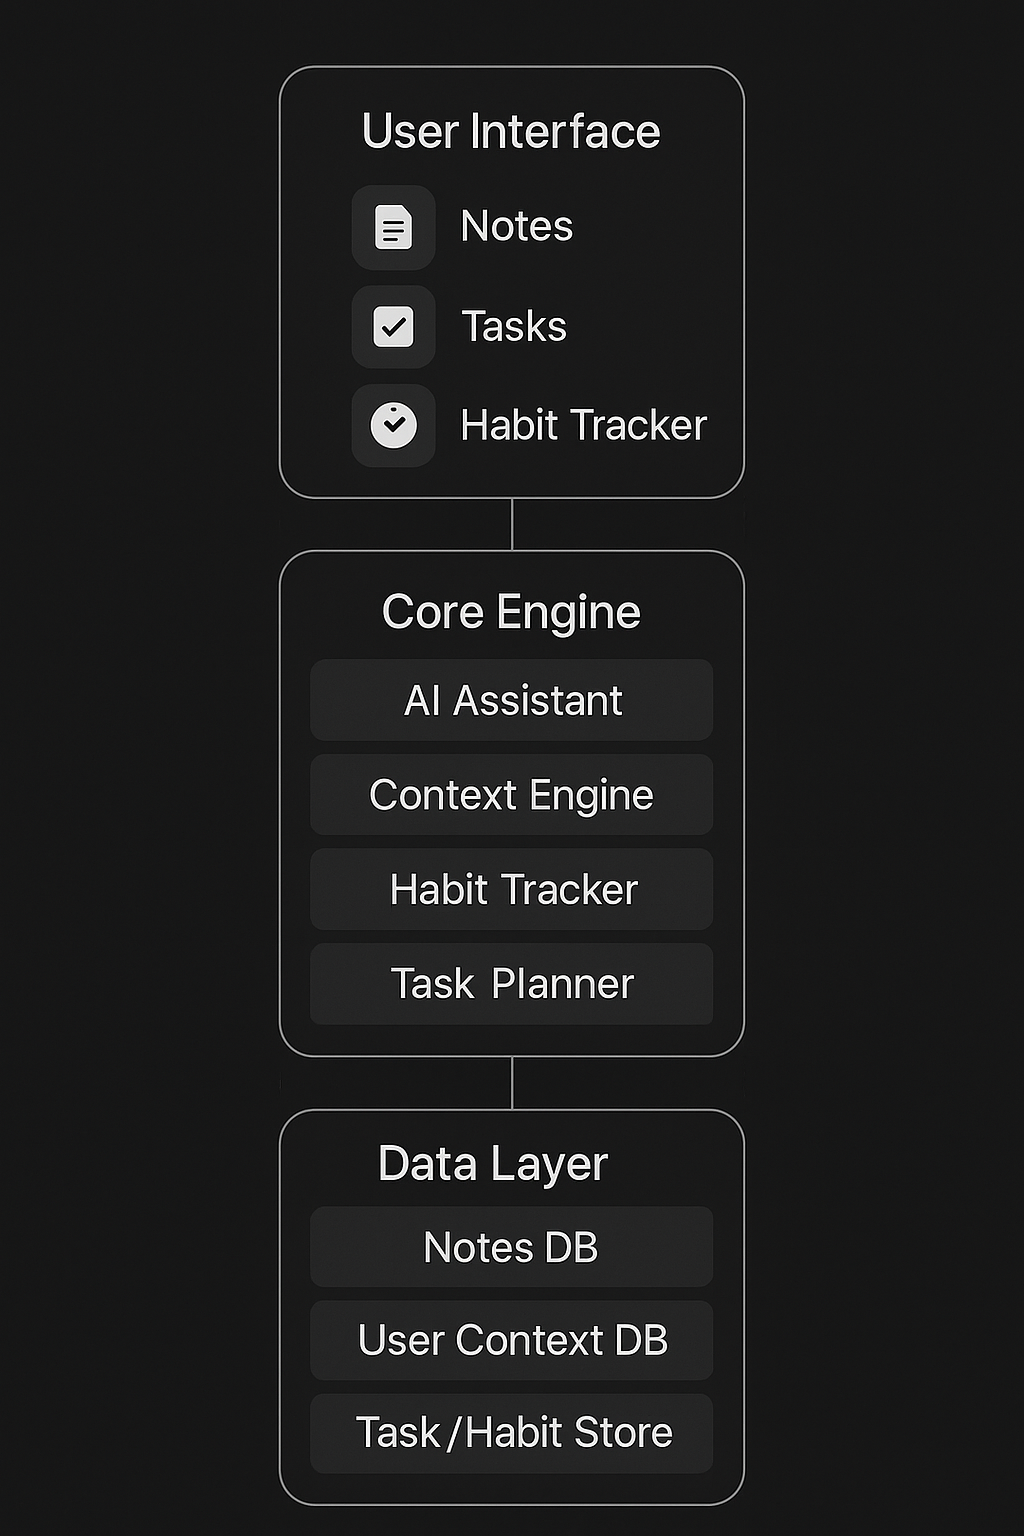 User Interface
Notes
Tasks
Habit Tracker
Core Engine
AI Assistant
Context Engine
Habit Tracker
Task Planner
Data Layer
Notes DB
User Context DB
Task/Habit Store